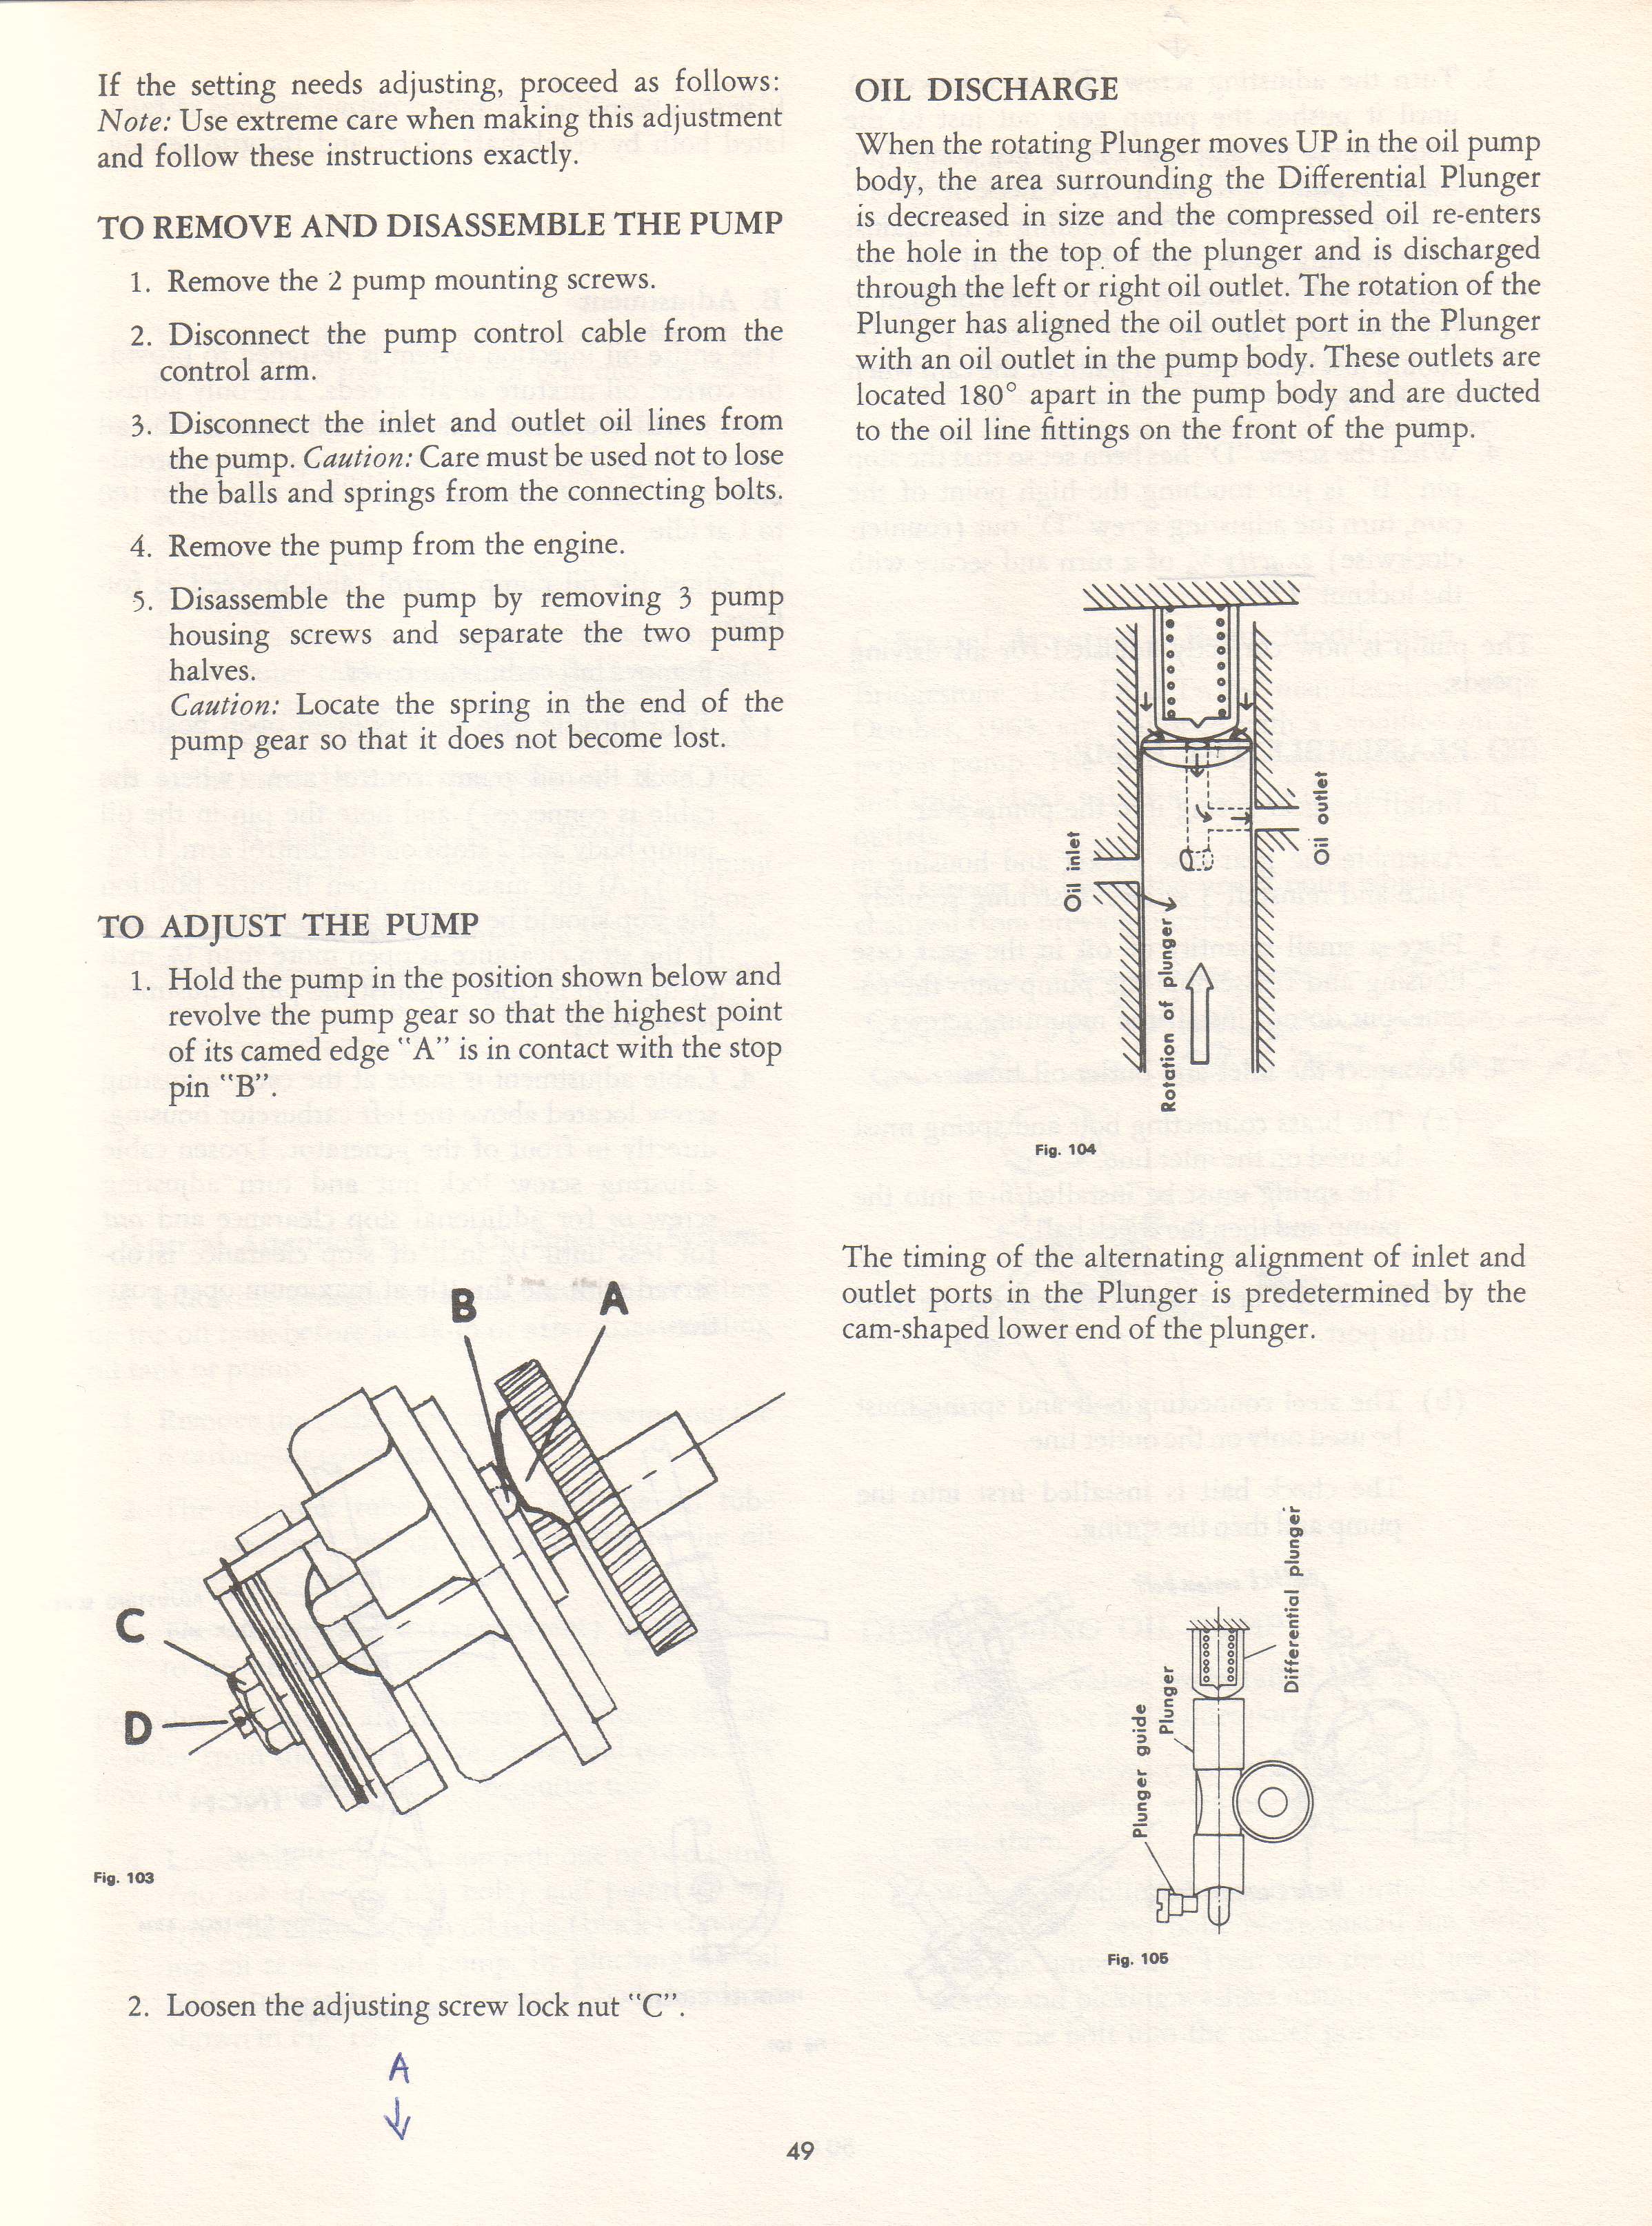 If the setting needs adjusting, proceed as follows:
Note: Use extreme care when making this adjustment
and follow these instructions exactly.
TO REMOVE AND DISASSEMBLE THE PUMP
1. Remove the 2 pump mounting screws.
2. Disconnect the pump control cable from the
control arm.
3. Disconnect the inlet and outlet oil lines from
the pump. Caution: Care must be used not to lose
the balls and springs from the connecting bolts.
4. Remove the pump from the engine.
5. Disassemble the pump by removing 3 pump
housing screws and separate the two pump
halves.
Caution: Locate the spring in the end of the
pump gear so that it does not become lost.
TO ADJUST THE PUMP
1. Hold the pump in the position shown below and
revolve the pump gear so that the highest point
of its camed edge "A" is in contact with the stop
pin "B".
B
A
C
D
Fig. 103
2. Loosen the adjusting screw lock nut "C".
A
OIL DISCHARGE
When the rotating Plunger moves UP in the oil pump
body, the area surrounding the Differential Plunger
is decreased in size and the compressed oil re-enters
the hole in the top of the plunger and is discharged
through the left or right oil outlet. The rotation of the
Plunger has aligned the oil outlet port in the Plunger
with an oil outlet in the pump body. These outlets are
located 180° apart in the pump body and are ducted
to the oil line fittings on the front of the pump.
Oil inlet
Oil outlet
Rotation of plunger
Fig. 104
The timing of the alternating alignment of inlet and
outlet ports in the Plunger is predetermined by the
cam-shaped lower end of the plunger.
Differential plunger
Plunger
Plunger guide
Fig. 105
49